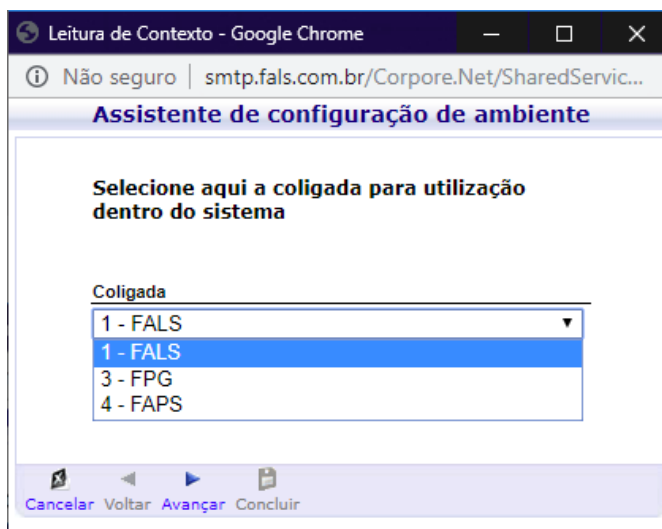 Leitura de Contexto - Google Chrome
Não seguro | smtp.fals.com.br/Corpore.Net/SharedServic...
Assistente de configuração de ambiente
Selecione aqui a coligada para utilização
dentro do sistema
Coligada
1 - FALS
1 - FALS
3 - FPG
4 - FAPS
Cancelar Voltar Avançar Concluir